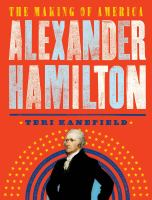 THE MAKING OF AMERICA
ALEXANDER
HAMILTON
TERI KANEFIELD